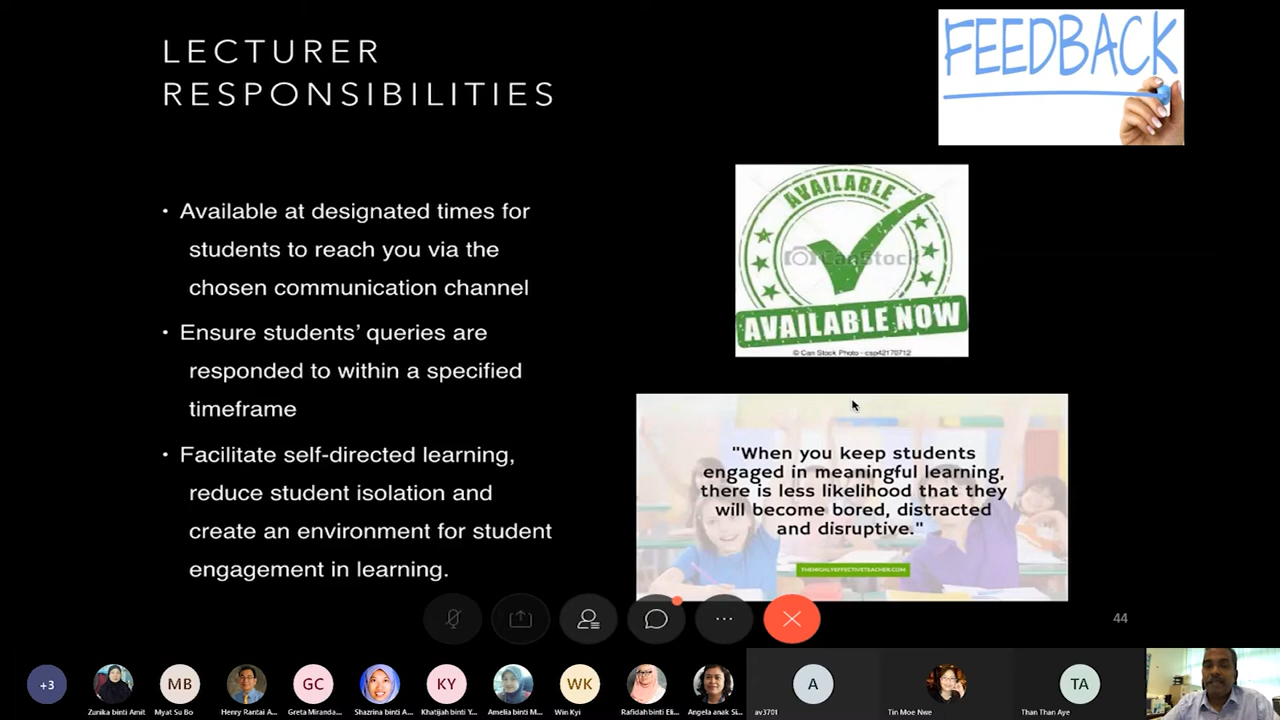 LECTURER
RESPONSIBILITIES
FEEDBACK
• Available at designated times for
students to reach you via the
chosen communication channel
• Ensure students’ queries are
responded to within a specified
timeframe
• Facilitate self-directed learning,
reduce student isolation and
create an environment for student
engagement in learning.
AVAILABLE
CanStock
AVAILABLE NOW
© Can Stock Photo - csp42170712
"When you keep students
engaged in meaningful learning,
there is less likelihood that they
will become bored, distracted
and disruptive."
THEHIGHLYEFFECTIVETEACHER.COM
44
+3
MB
GC
KY
WK
A
TA
Zunika binti Amit
Myat Su Bo
Henry Rantai A...
Greta Miranda...
Shazrina binti A...
Khatijah binti Y...
Amelia binti M...
Win Kyi
Rafidah binti Eli...
Angela anak Si...
av3701
Tin Moe Nwe
Than Than Aye